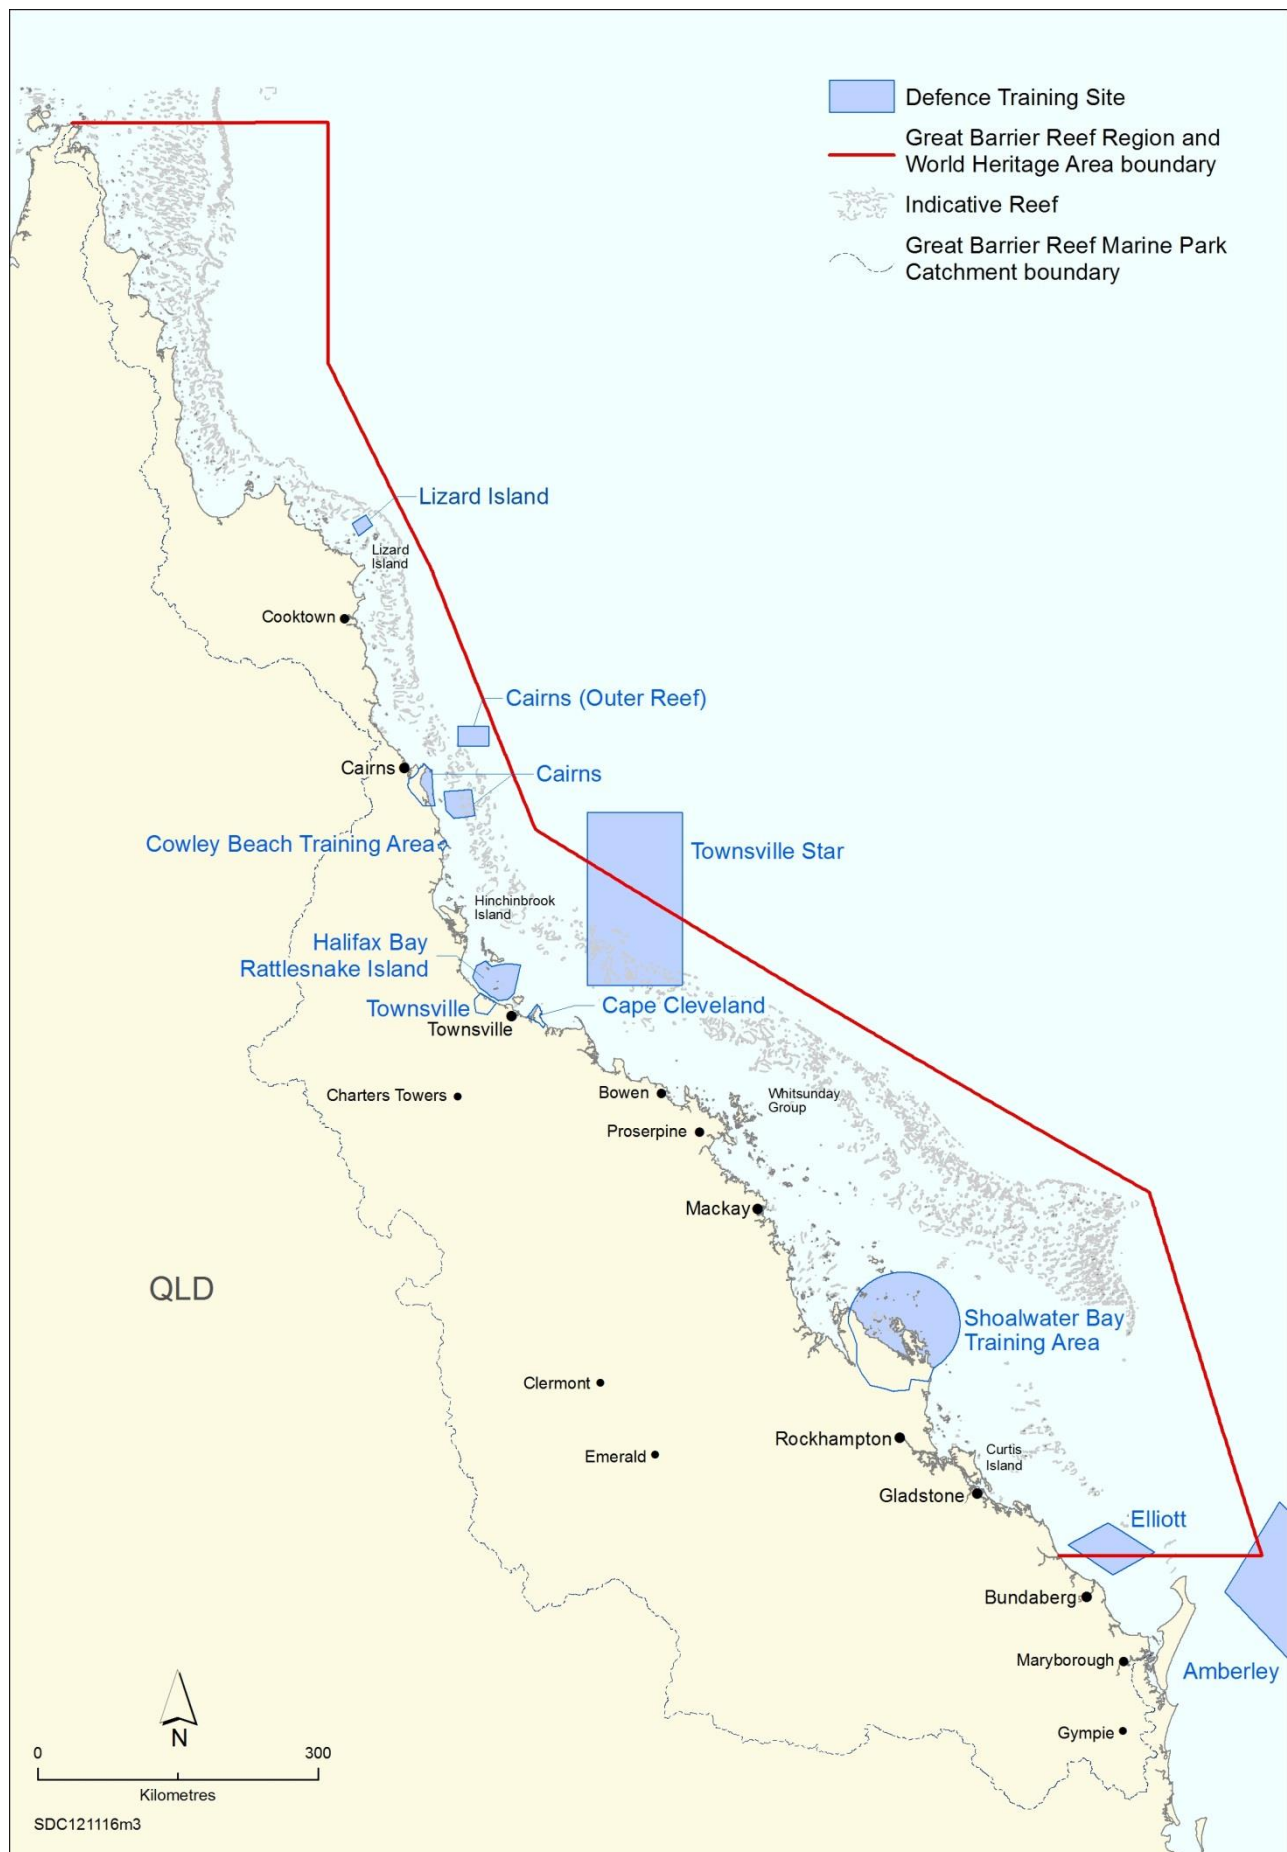 Defence Training Site
Great Barrier Reef Region and
World Heritage Area boundary
Indicative Reef
Great Barrier Reef Marine Park
Catchment boundary
Lizard Island
Lizard
Island
Cooktown
Cairns (Outer Reef)
Cairns
Cairns
Cowley Beach Training Area
Townsville Star
Hinchinbrook
Island
Halifax Bay
Rattlesnake Island
Townsville
Cape Cleveland
Townsville
Charters Towers
Bowen
Whitsunday
Group
Proserpine
Mackay
QLD
Shoalwater Bay
Training Area
Clermont
Rockhampton
Emerald
Curtis
Island
Gladstone
Elliott
Bundaberg
Maryborough
Amberley
Gympie
N
0 300
Kilometres
SDC121116m3